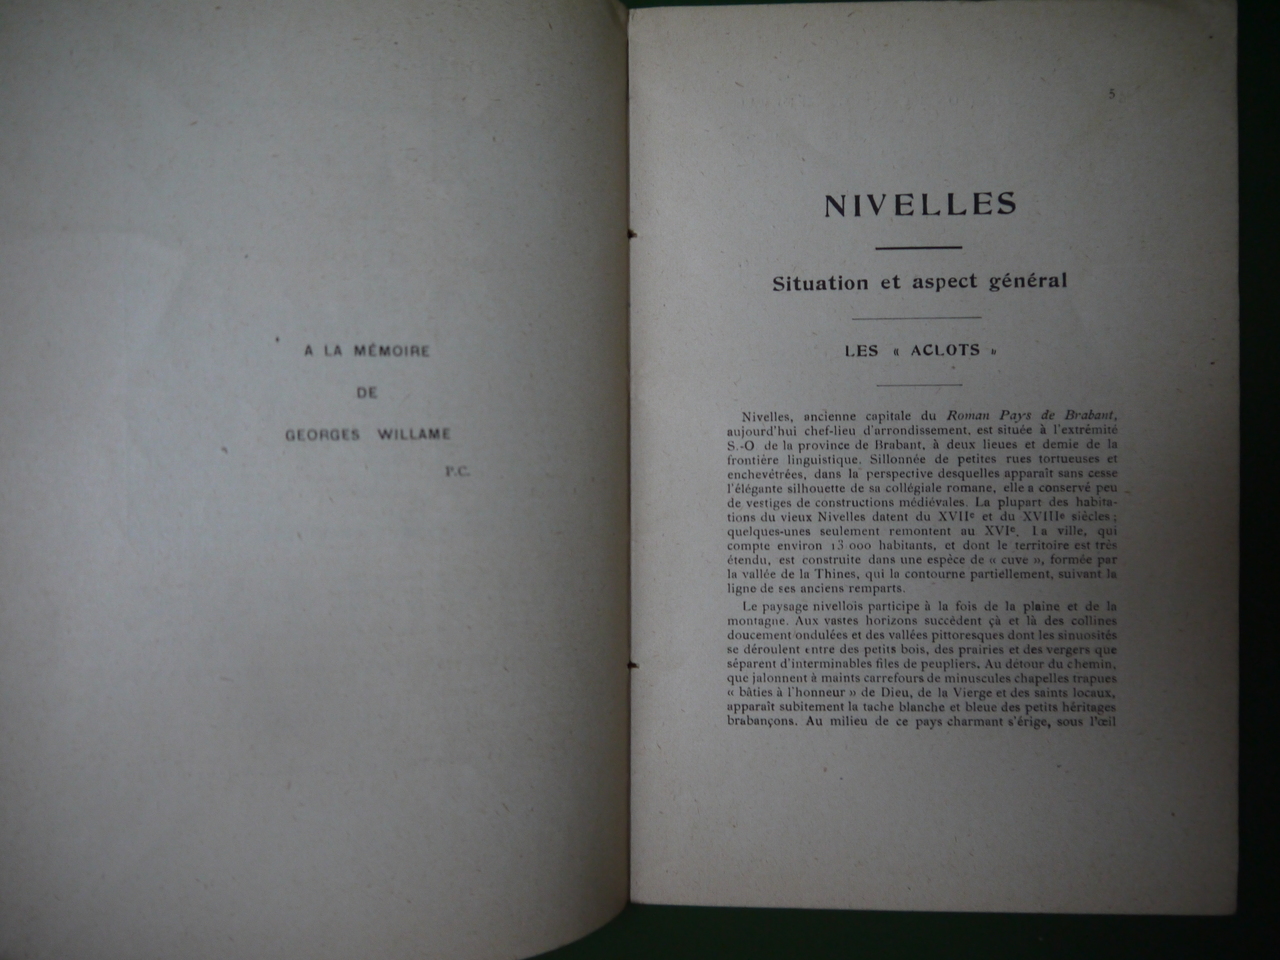 A LA MÉMOIRE
DE
GEORGES WILLAME
P.C.
5
NIVELLES
Situation et aspect général
LES « ACLOTS »
Nivelles, ancienne capitale du Roman Pays de Brabant,
aujourd'hui chef-lieu d'arrondissement, est située à l'extrémité
S.-O de la province de Brabant, à deux lieues et demie de la
frontière linguistique. Sillonnée de petites rues tortueuses et
enchevêtrées, dans la perspective desquelles apparaît sans cesse
l'élégante silhouette de sa collégiale romane, elle a conservé peu
de vestiges de constructions médiévales. La plupart des habita-
tions du vieux Nivelles datent du XVIIe et du XVIIIe siècles ;
quelques-unes seulement remontent au XVIe. La ville, qui
compte environ 13 000 habitants, et dont le territoire est très
étendu, est construite dans une espèce de « cuve », formée par
la vallée de la Thines, qui la contourne partiellement, suivant la
ligne de ses anciens remparts.
Le paysage nivellois participe à la fois de la plaine et de la
montagne. Aux vastes horizons succèdent çà et là des collines
doucement ondulées et des vallées pittoresques dont les sinuosités
se déroulent entre des petits bois, des prairies et des vergers que
séparent d'interminables files de peupliers. Au détour du chemin,
que jalonnent à maints carrefours de minuscules chapelles trapues
« bâties à l'honneur » de Dieu, de la Vierge et des saints locaux,
apparaît subitement la tache blanche et bleue des petits héritages
brabançons. Au milieu de ce pays charmant s'érige, sous l'œil